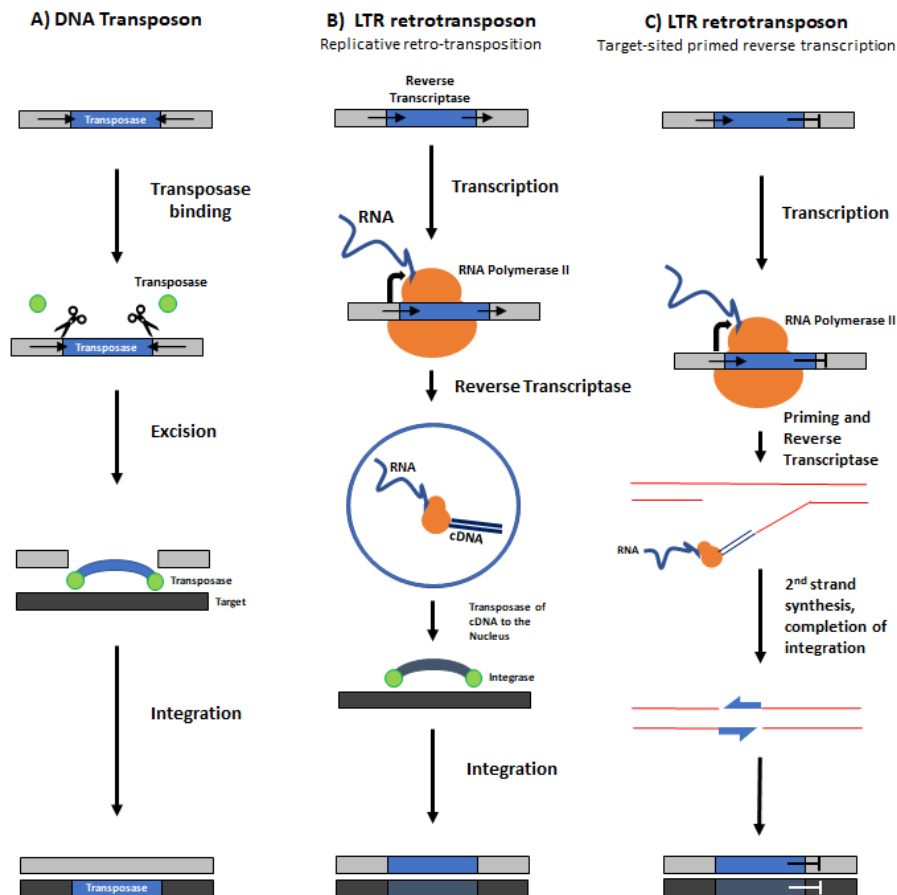 A) DNA Transposon
Transposase
Transposase
binding
Transposase
Transposase
Excision
Transposase
Target
Integration
Transposase
B) LTR retrotransposon
Replicative retro-transposition
Reverse
Transcriptase
Transcription
RNA
RNA Polymerase II
Reverse Transcriptase
RNA
cDNA
Transposase of
cDNA to the
Nucleus
Integrase
Integration
C) LTR retrotransposon
Target-sited primed reverse transcription
Transcription
RNA Polymerase II
Priming and
Reverse
Transcriptase
RNA
2nd strand
synthesis,
completion of
integration